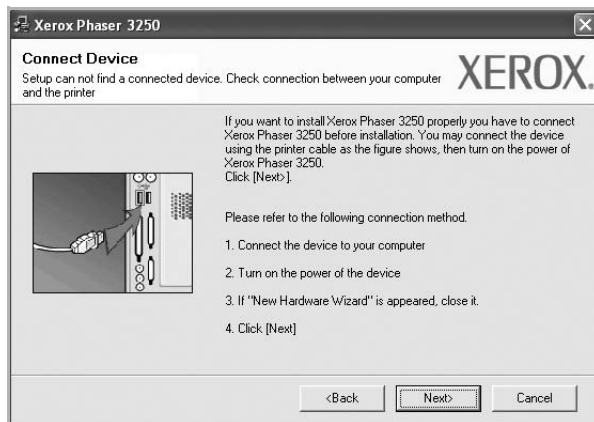 Xerox Phaser 3250
Connect Device
Setup can not find a connected device. Check connection between your computer
and the printer
XEROX.
If you want to install Xerox Phaser 3250 properly you have to connect
Xerox Phaser 3250 before installation. You may connect the device
using the printer cable as the figure shows, then turn on the power of
Xerox Phaser 3250.
Click [Next>].
Please refer to the following connection method.
1. Connect the device to your computer
2. Turn on the power of the device
3. If "New Hardware Wizard" is appeared, close it.
4. Click [Next]
<Back
Next>
Cancel